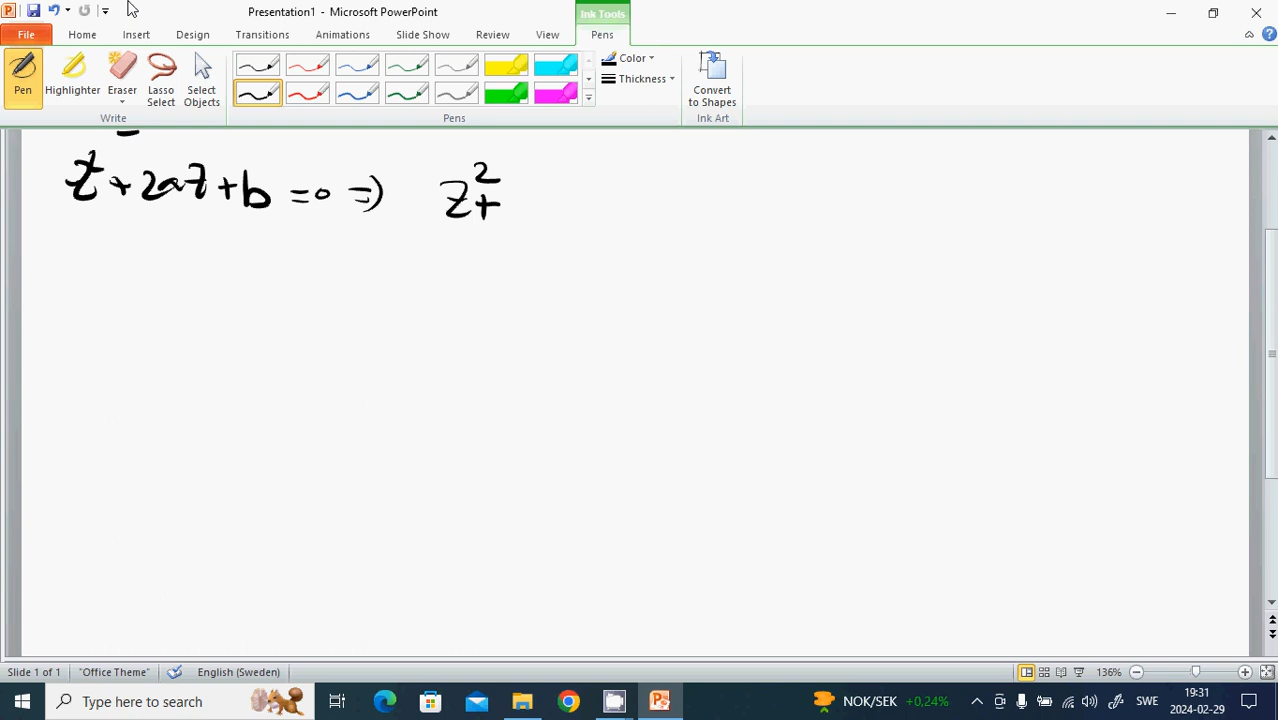 Presentation1 - Microsoft PowerPoint
Ink Tools
File Home Insert Design Transitions Animations Slide Show Review View Pens
Pen Highlighter Eraser Lasso Select Select Objects
Color
Thickness
Convert to Shapes
Write Pens Ink Art
z² + 2az + b = 0 ⇒ z² +
Slide 1 of 1 "Office Theme" English (Sweden) 136%
Type here to search
NOK/SEK +0,24% SWE 19:31
2024-02-29